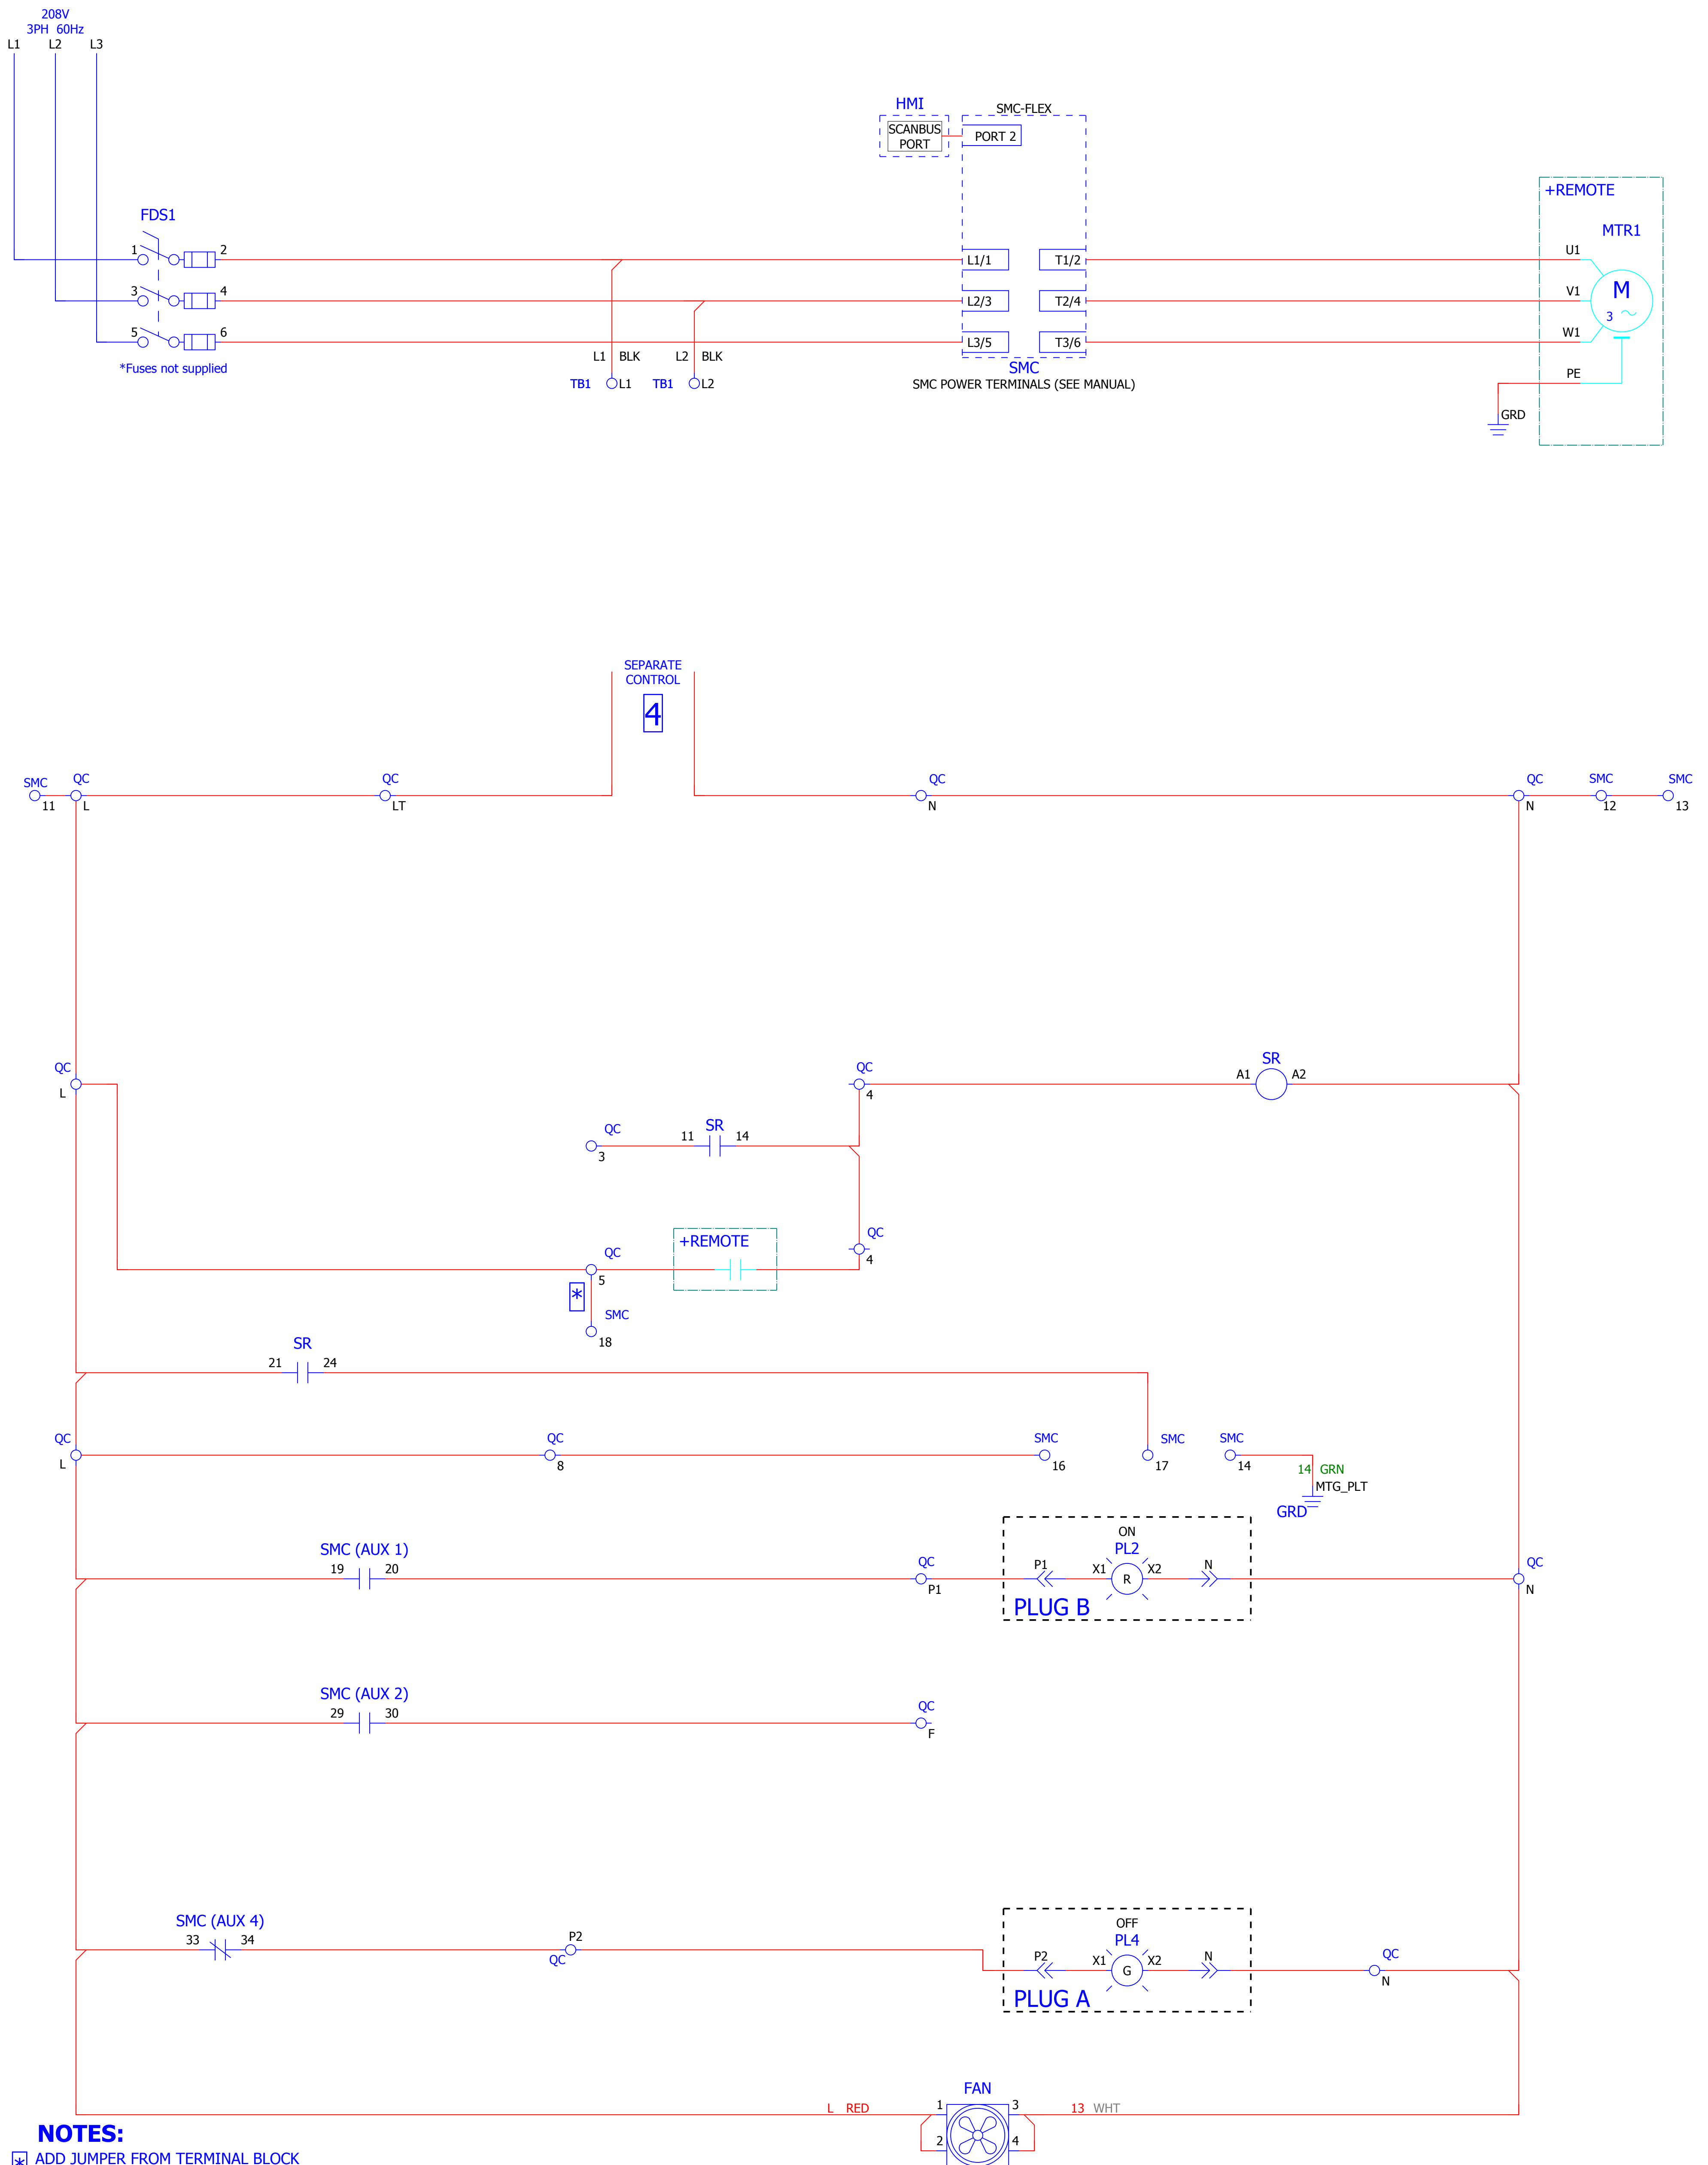 208V
3PH 60Hz
L1 L2 L3
HMI
SMC-FLEX
SCANBUS
PORT
PORT 2
+REMOTE
MTR1
FDS1
1 2
L1/1 T1/2
U1
3 4
L2/3 T2/4
V1
M
3
5 6
L3/5 T3/6
W1
*Fuses not supplied
L1 BLK L2 BLK
TB1 L1 TB1 L2
SMC
SMC POWER TERMINALS (SEE MANUAL)
PE
GRD
SEPARATE
CONTROL
4
SMC QC QC QC QC SMC SMC
11 L LT N N 12 13
QC QC SR
L 4 A1 A2
QC SR
3 11 14
+REMOTE
QC QC
5 4
*
SMC
18
SR
21 24
QC QC SMC SMC SMC
L 8 16 17 14
14 GRN
MTG_PLT
GRD
ON
SMC (AUX 1)
19 20
QC
P1
P1 X1 PL2 X2 N
R
QC
N
PLUG B
SMC (AUX 2)
29 30
QC
F
SMC (AUX 4)
33 34
P2
QC
OFF
PL4
P2 X1 X2 N
G
QC
N
PLUG A
FAN
L RED 1 3 13 WHT
2 4
NOTES:
* ADD JUMPER FROM TERMINAL BLOCK